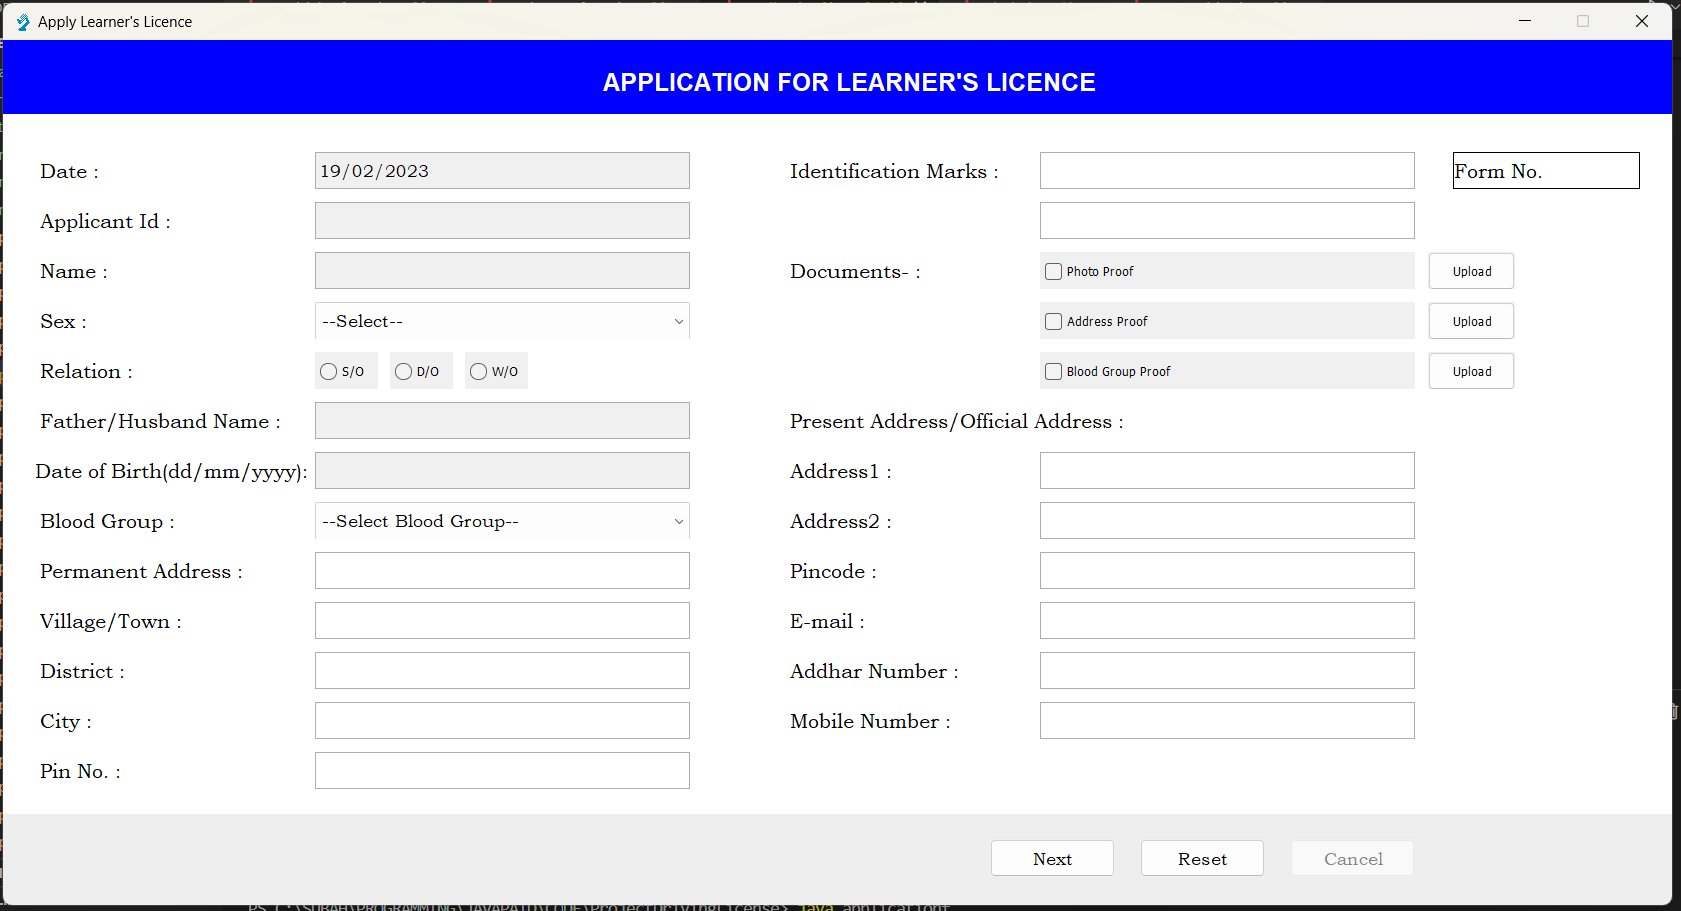 Apply Learner's Licence
APPLICATION FOR LEARNER'S LICENCE
Date :
19/02/2023
Applicant Id :
Name :
Sex :
--Select--
Relation :
S/O
D/O
W/O
Father/Husband Name :
Date of Birth(dd/mm/yyyy):
Blood Group :
--Select Blood Group--
Permanent Address :
Village/Town :
District :
City :
Pin No. :
Identification Marks :
Form No.
Documents- :
Photo Proof
Upload
Address Proof
Upload
Blood Group Proof
Upload
Present Address/Official Address :
Address1 :
Address2 :
Pincode :
E-mail :
Addhar Number :
Mobile Number :
Next
Reset
Cancel